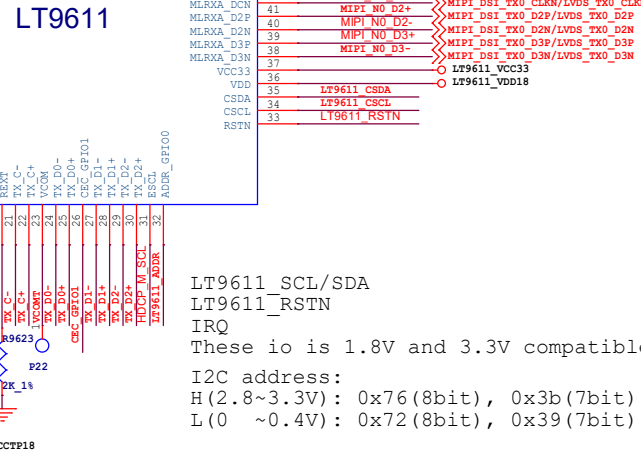 LT9611
MLRXA_DCN
MIPI_DSI_TX0_CLKN/LVDS_TX0_CLK
MLRXA_D2P 41 MIPI_N0_D2+ MIPI_DSI_TX0_D2P/LVDS_TX0_D2P
MLRXA_D2N 40 MIPI_N0_D2- MIPI_DSI_TX0_D2N/LVDS_TX0_D2N
MLRXA_D3P 39 MIPI_N0_D3+ MIPI_DSI_TX0_D3P/LVDS_TX0_D3P
MLRXA_D3N 38 MIPI_N0_D3- MIPI_DSI_TX0_D3N/LVDS_TX0_D3N
VCC33 37 LT9611_VCC33
VDD 36 LT9611_VDD18
CSDA 35 LT9611_CSDA
CSCL 34 LT9611_CSCL
RSTN 33 LT9611_RSTN
REXT
TX_C-
TX_C+
VCOM
TX_D0-
TX_D0+
CEC_GPIO1
TX_D1-
TX_D1+
TX_D2-
TX_D2+
ESCL
ADDR_GPIO0
21 22 23 24 25 26 27 28 29 30 31 32
TX_C-
TX_C+
VCOMT
TX_D0-
TX_D0+
CEC_GPIO1
TX_D1-
TX_D1+
TX_D2-
TX_D2+
HDCP_M_SCL
LT9611_ADDR
1
R9623
P22
2K_1%
CCTP18
LT9611_SCL/SDA
LT9611_RSTN
IRQ
These io is 1.8V and 3.3V compatible
I2C address:
H(2.8~3.3V): 0x76(8bit), 0x3b(7bit)
L(0 ~0.4V): 0x72(8bit), 0x39(7bit)